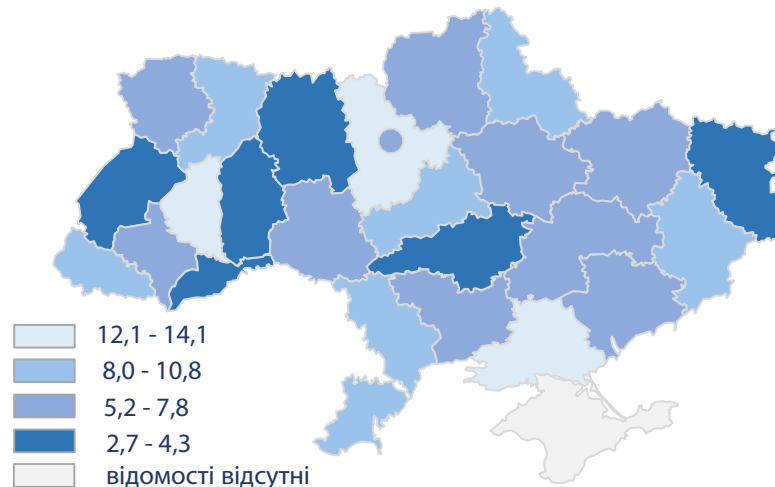 12,1 - 14,1
8,0 - 10,8
5,2 - 7,8
2,7 - 4,3
відомості відсутні